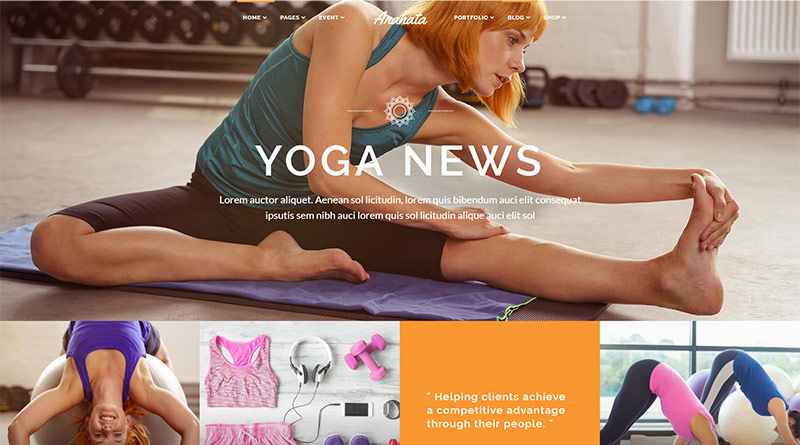 HOME PAGES EVENT Anahata PORTFOLIO BLOG SHOP
YOGA NEWS
Lorem auctor aliquet. Aenean sol licitudin, lorem quis bibendum auci elit consequat
ipsutis sem nibh auci lorem quis sol licitudin alique auci elit sol
" Helping clients achieve
a competitive advantage
through their people. "